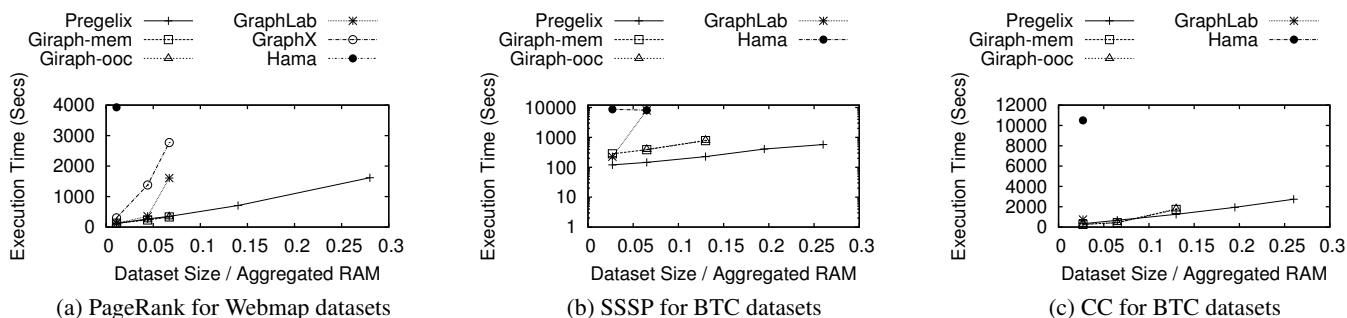 Pregelix
Giraph-mem
Giraph-ooc
GraphLab
GraphX
Hama
Execution Time (Secs)
4000
3000
2000
1000
0
0 0.05 0.1 0.15 0.2 0.25 0.3
Dataset Size / Aggregated RAM
(a) PageRank for Webmap datasets
Pregelix
Giraph-mem
Giraph-ooc
GraphLab
Hama
Execution Time (Secs)
10000
1000
100
10
1
0 0.05 0.1 0.15 0.2 0.25 0.3
Dataset Size / Aggregated RAM
(b) SSSP for BTC datasets
Pregelix
Giraph-mem
Giraph-ooc
GraphLab
Hama
Execution Time (Secs)
12000
10000
8000
6000
4000
2000
0
0 0.05 0.1 0.15 0.2 0.25 0.3
Dataset Size / Aggregated RAM
(c) CC for BTC datasets